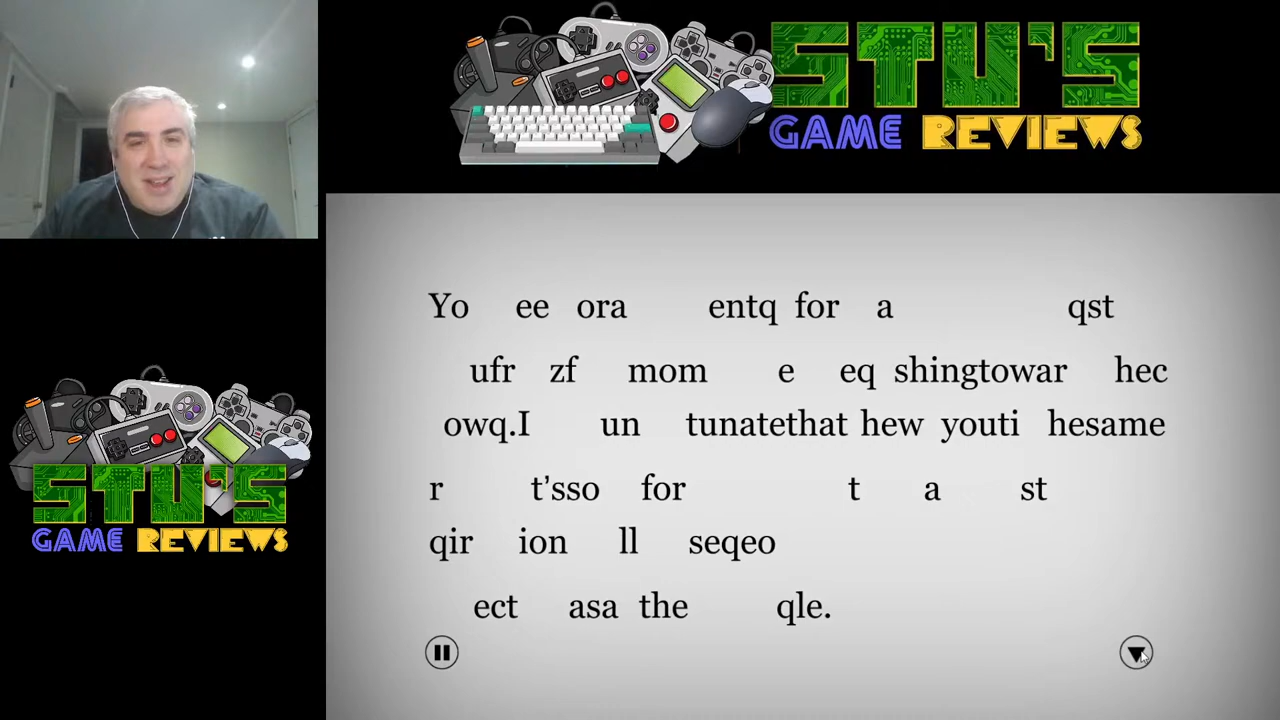 STU'S
GAME REVIEWS
Yo ee ora entq for a qst
ufr zf mom e eq shingtowar hec
owq.I un tunatethat hew youti hesame
r t'sso for t a st
qir ion ll seqeo
ect asa the qle.
STU'S
GAME REVIEWS